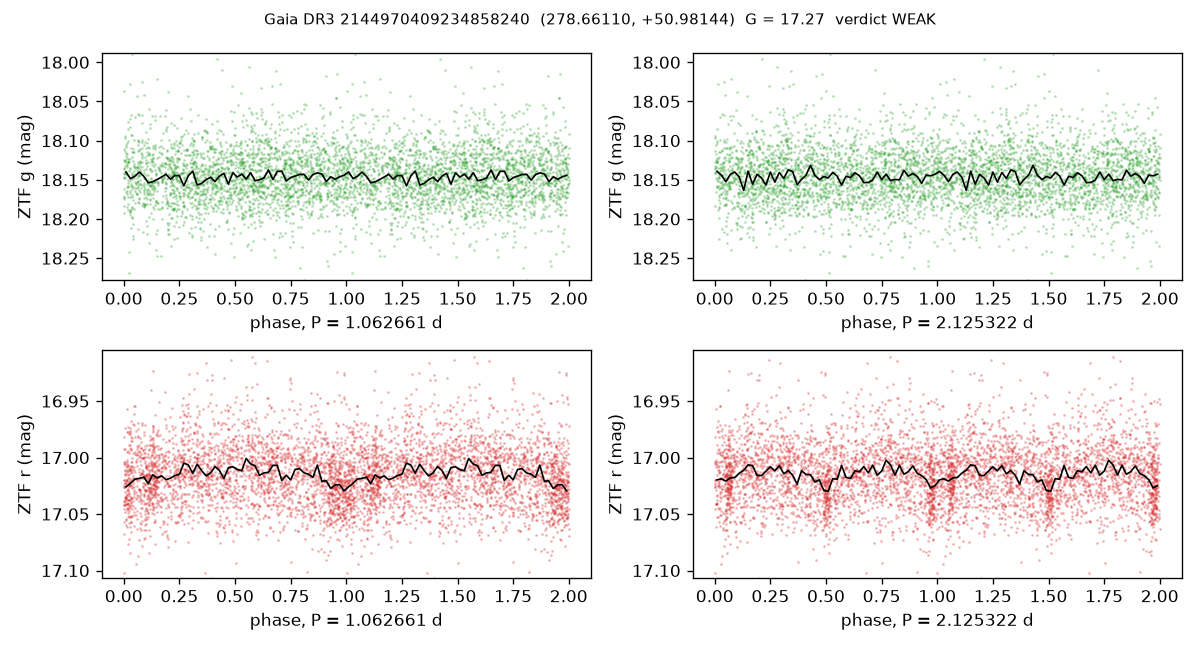 Gaia DR3 2144970409234858240 (278.66110, +50.98144) G = 17.27 verdict WEAK
ZTF g (mag)
18.00
18.05
18.10
18.15
18.20
18.25
0.00 0.25 0.50 0.75 1.00 1.25 1.50 1.75 2.00
phase, P = 1.062661 d
ZTF g (mag)
18.00
18.05
18.10
18.15
18.20
18.25
0.00 0.25 0.50 0.75 1.00 1.25 1.50 1.75 2.00
phase, P = 2.125322 d
ZTF r (mag)
16.95
17.00
17.05
17.10
0.00 0.25 0.50 0.75 1.00 1.25 1.50 1.75 2.00
phase, P = 1.062661 d
ZTF r (mag)
16.95
17.00
17.05
17.10
0.00 0.25 0.50 0.75 1.00 1.25 1.50 1.75 2.00
phase, P = 2.125322 d